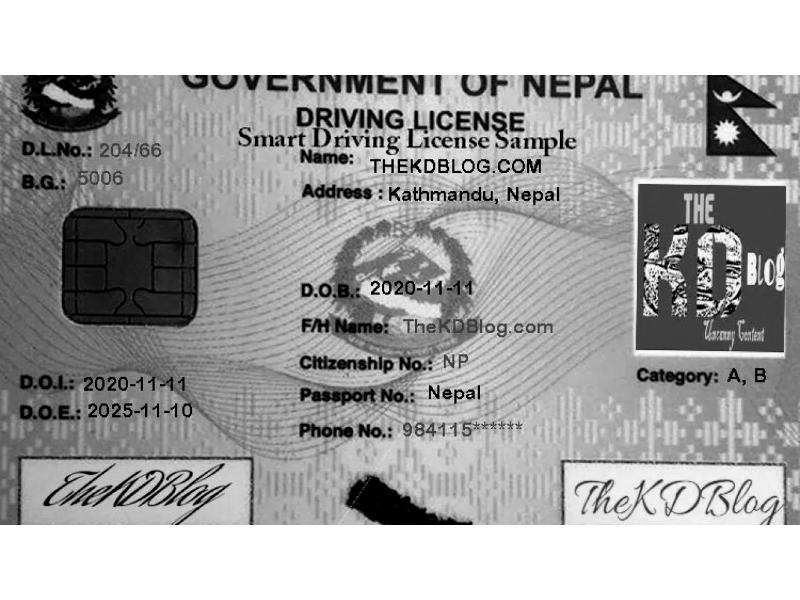 GOVERNMENT OF NEPAL
DRIVING LICENSE
Smart Driving License Sample
D.L.No.: 204/66
Name: THEKDBLOG.COM
B.G.: 5006
Address : Kathmandu, Nepal
THE
KD
Blog
Uncanny Content
D.O.B.: 2020-11-11
F/H Name: TheKDBlog.com
Citizenship No.: NP
Category: A, B
D.O.I.: 2020-11-11
Passport No.: Nepal
D.O.E.: 2025-11-10
Phone No.: 984115******
TheKDBlog
TheKDBlog